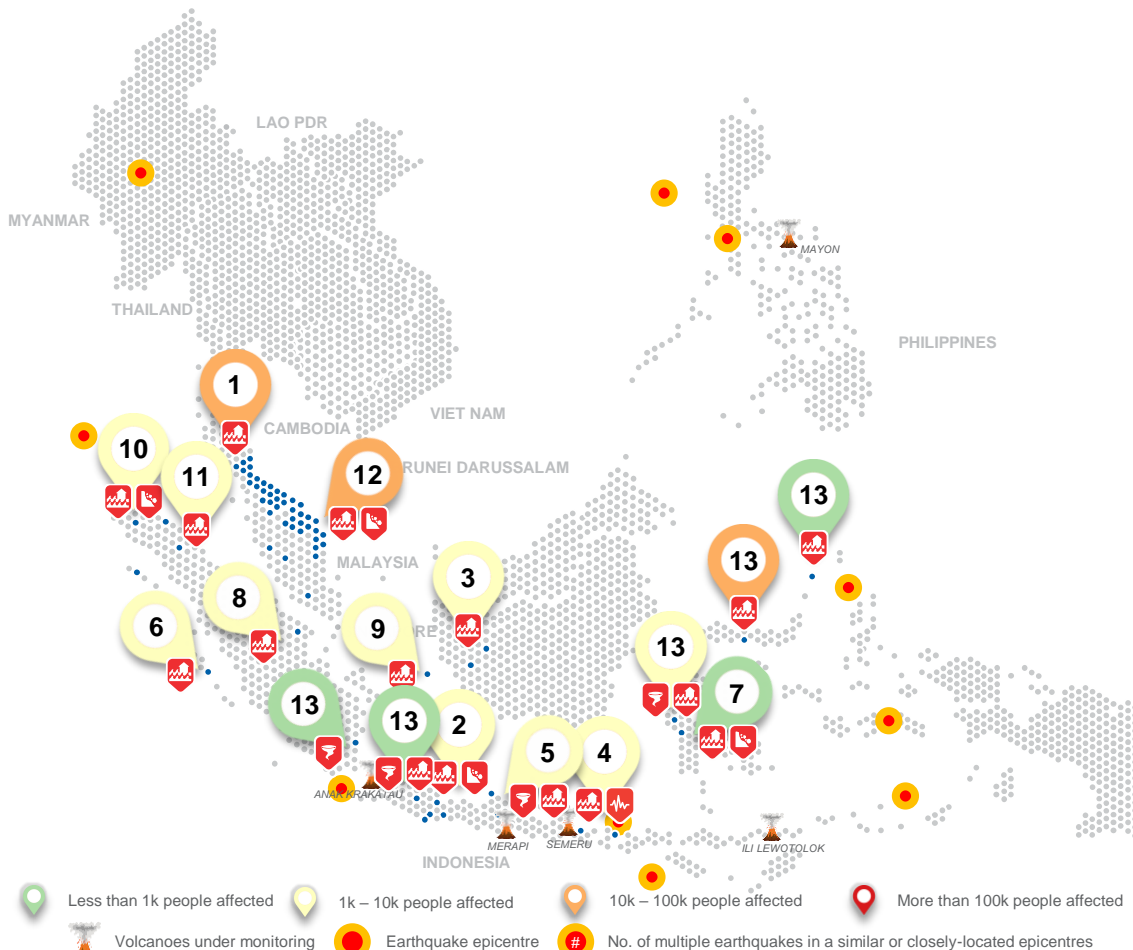 LAO PDR
MYANMAR
MAYON
THAILAND
PHILIPPINES
1
VIET NAM
CAMBODIA
10
11
12
RUNEI DARUSSALAM
13
MALAYSIA
13
3
8
6
9
RE
13
7
13
13
2
5
4
ANAK KRAKATAU
MERAPI
SEMERU
ILI LEWOTOLOK
INDONESIA
Less than 1k people affected
1k – 10k people affected
10k – 100k people affected
More than 100k people affected
Volcanoes under monitoring
Earthquake epicentre
#
No. of multiple earthquakes in a similar or closely-located epicentres